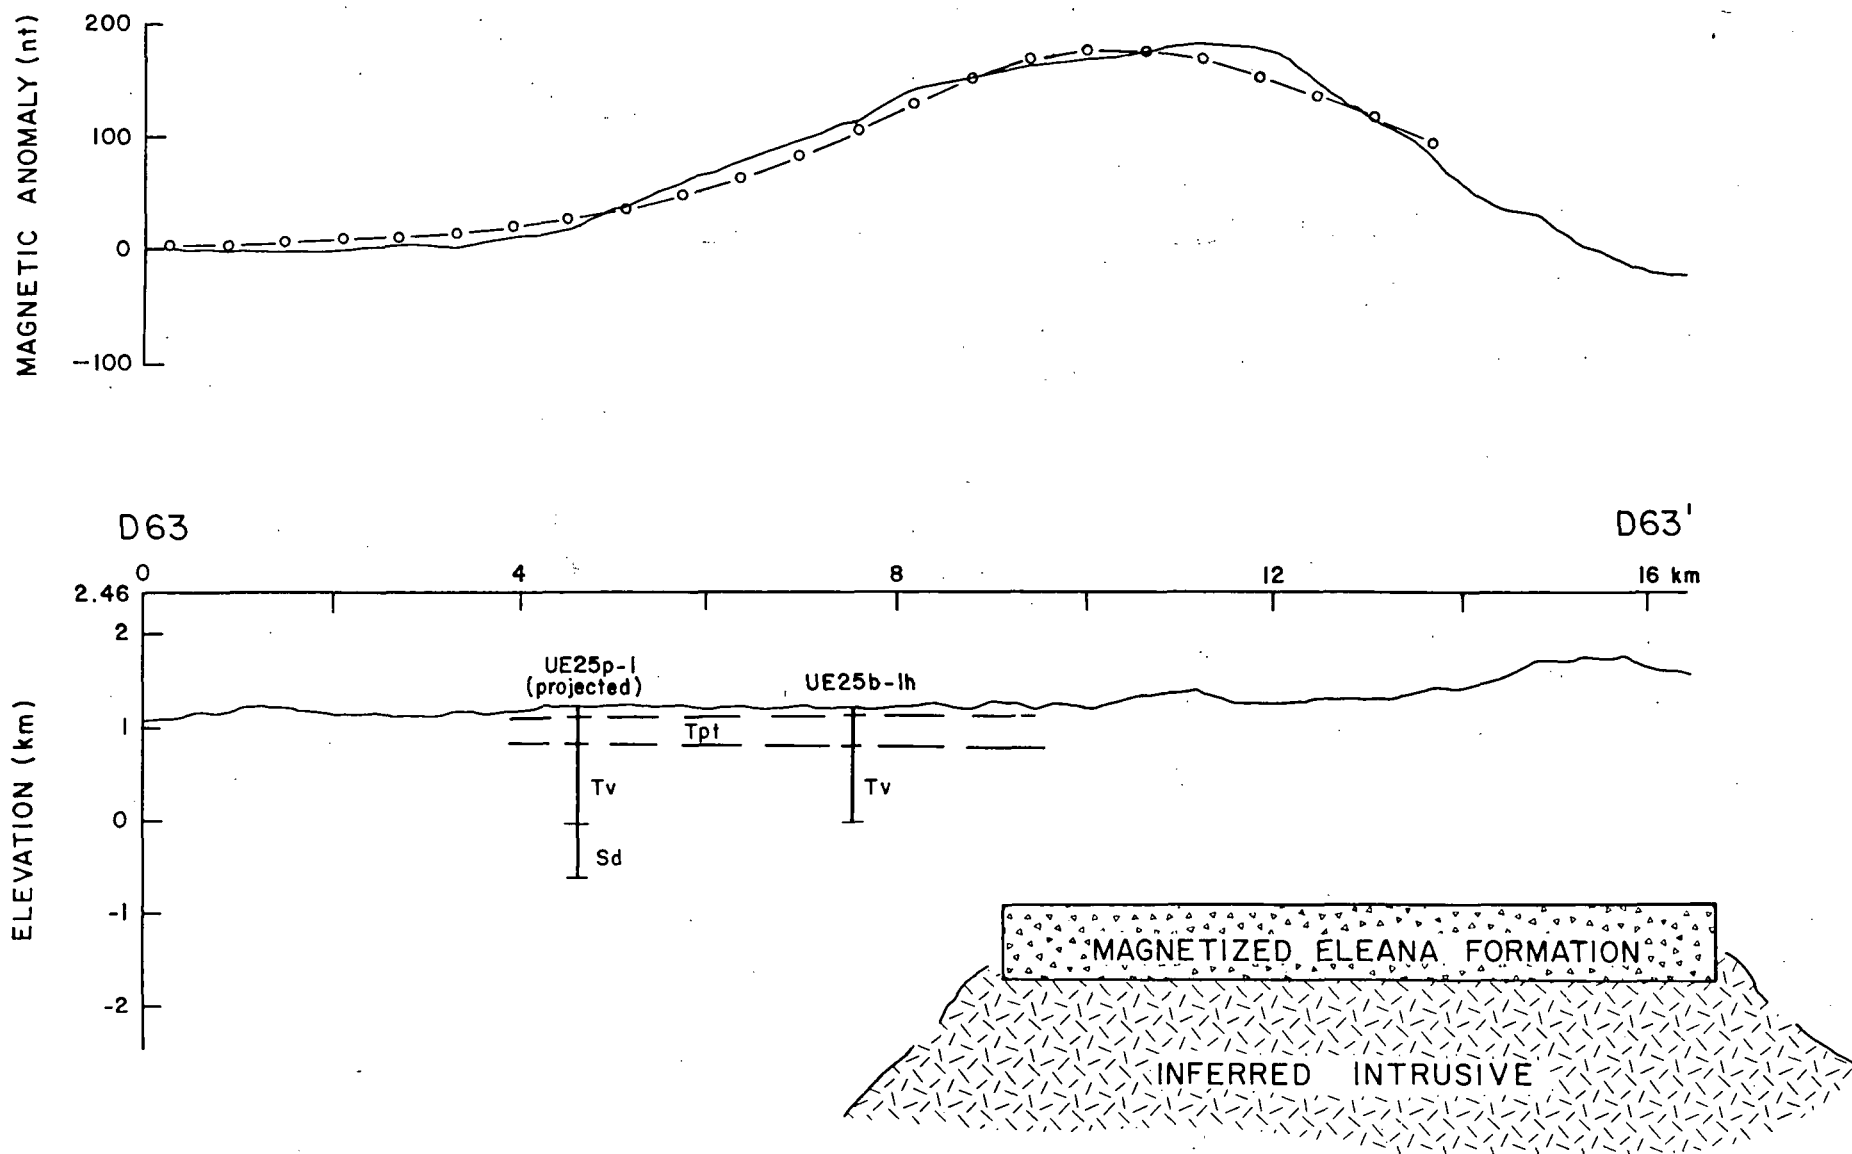 MAGNETIC ANOMALY (nt)
200
100
0
-100
D63
D63'
0
4
8
12
16 km
2.46
2
1
0
-1
-2
ELEVATION (km)
UE25p-1
(projected)
UE25b-1h
Tpt
Tv
Tv
Sd
MAGNETIZED ELEANA FORMATION
INFERRED INTRUSIVE